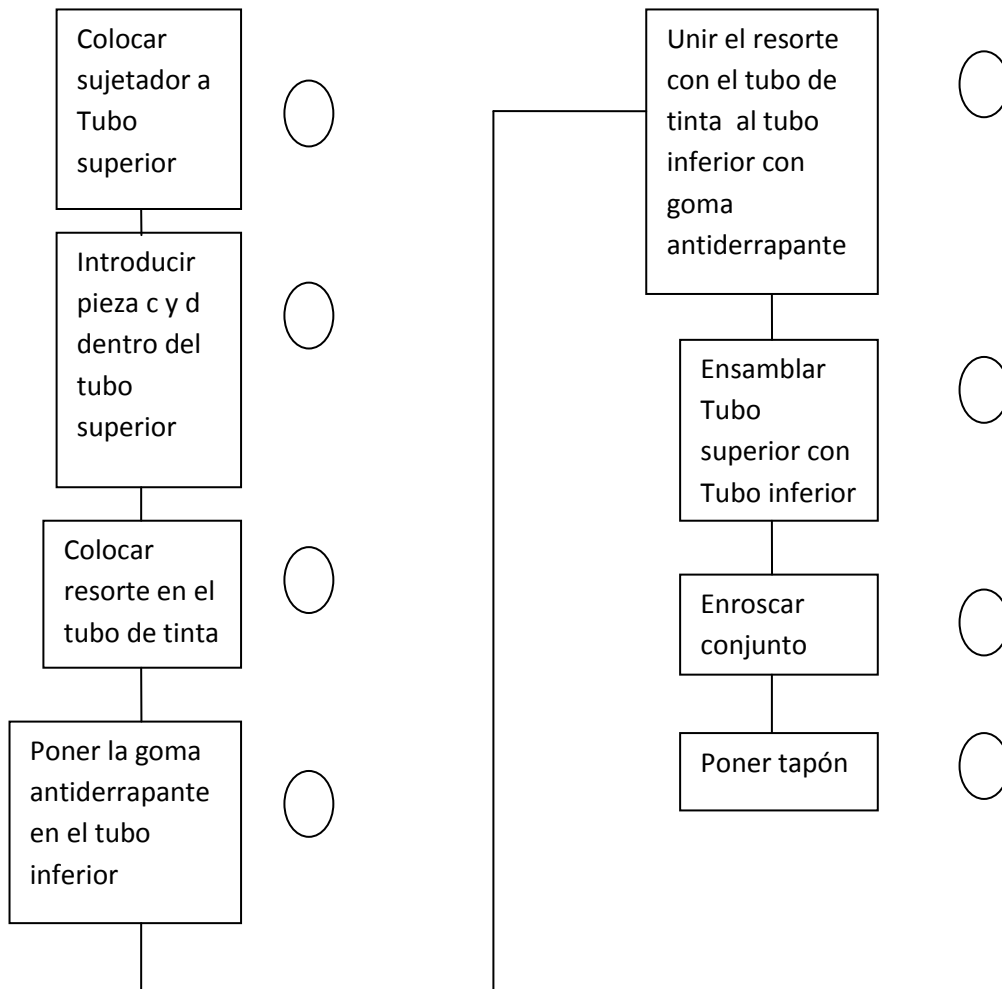 Colocar
sujetador a
Tubo
superior
Introducir
pieza c y d
dentro del
tubo
superior
Colocar
resorte en el
tubo de tinta
Poner la goma
antiderrapante
en el tubo
inferior
Unir el resorte
con el tubo de
tinta al tubo
inferior con
goma
antiderrapante
Ensamblar
Tubo
superior con
Tubo inferior
Enroscar
conjunto
Poner tapón